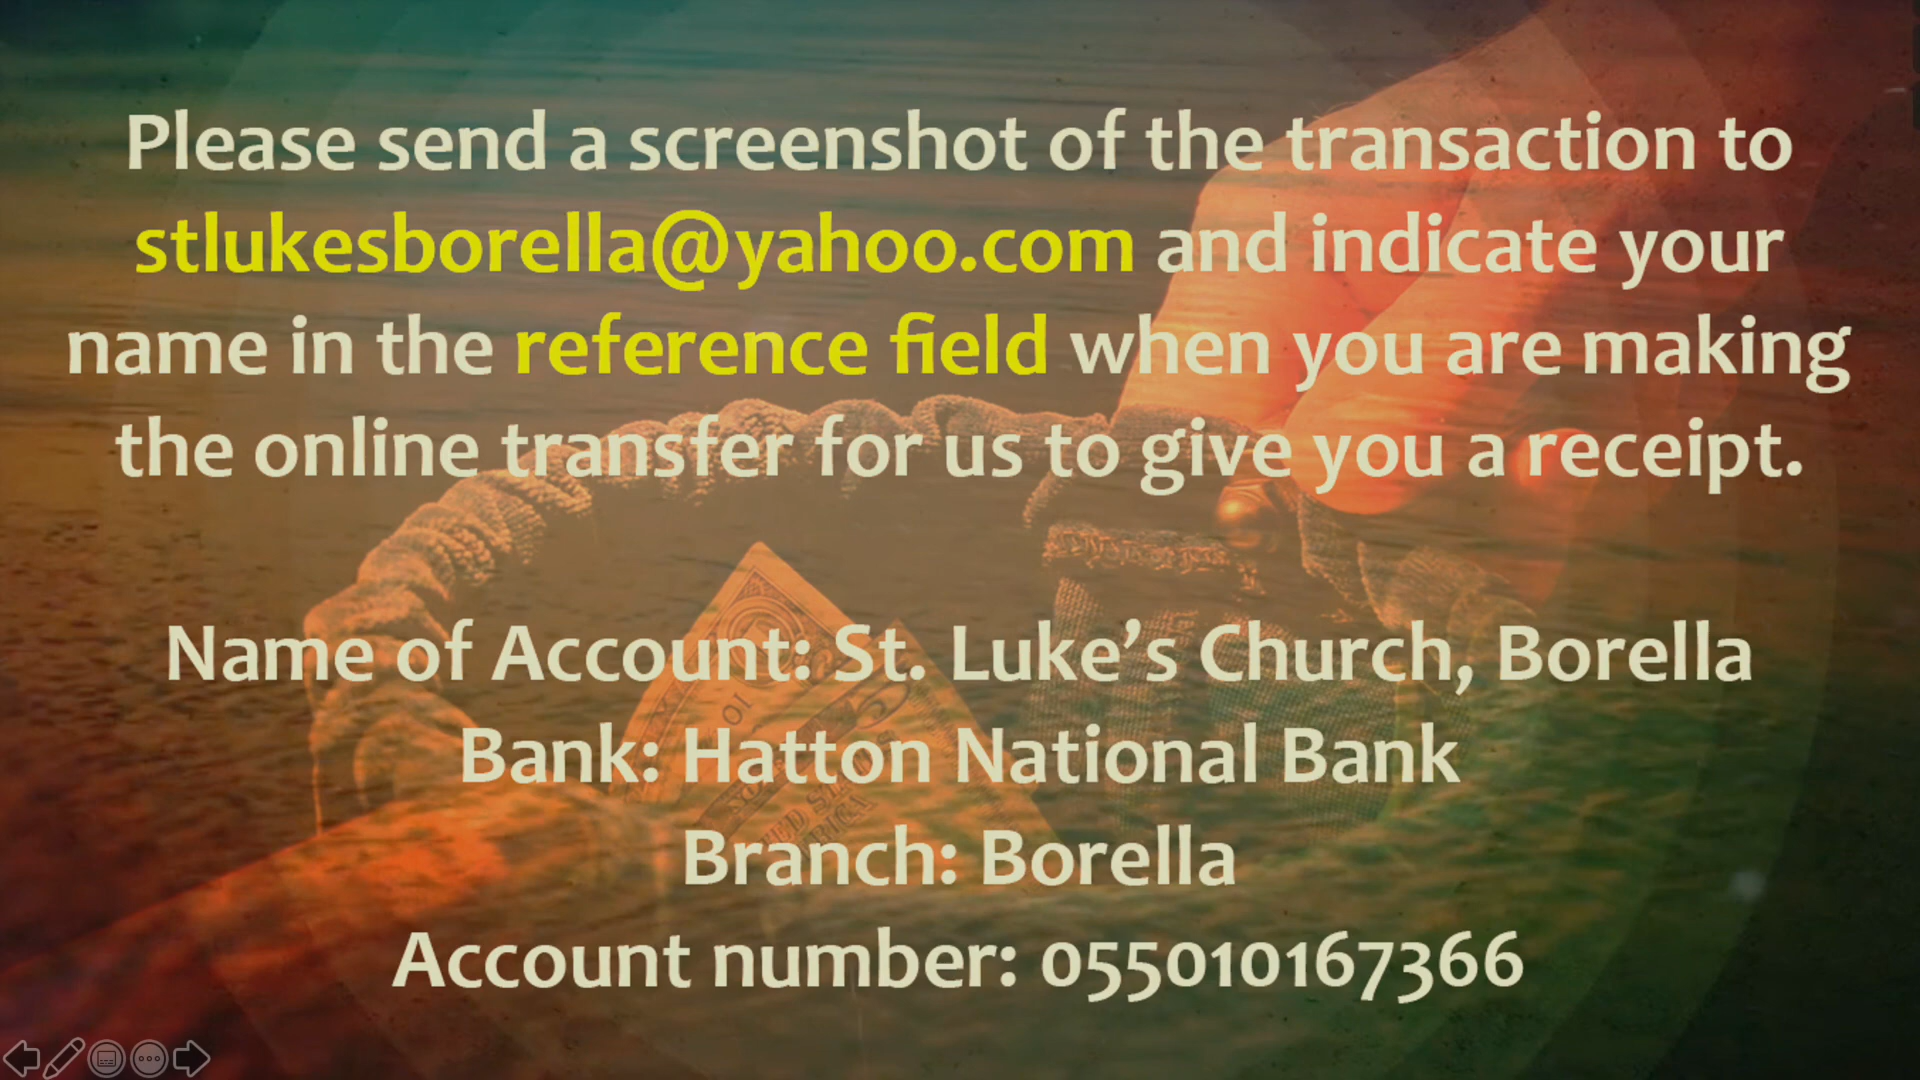 Please send a screenshot of the transaction to
stlukesborella@yahoo.com and indicate your
name in the reference field when you are making
the online transfer for us to give you a receipt.
Name of Account: St. Luke’s Church, Borella
Bank: Hatton National Bank
Branch: Borella
Account number: 055010167366